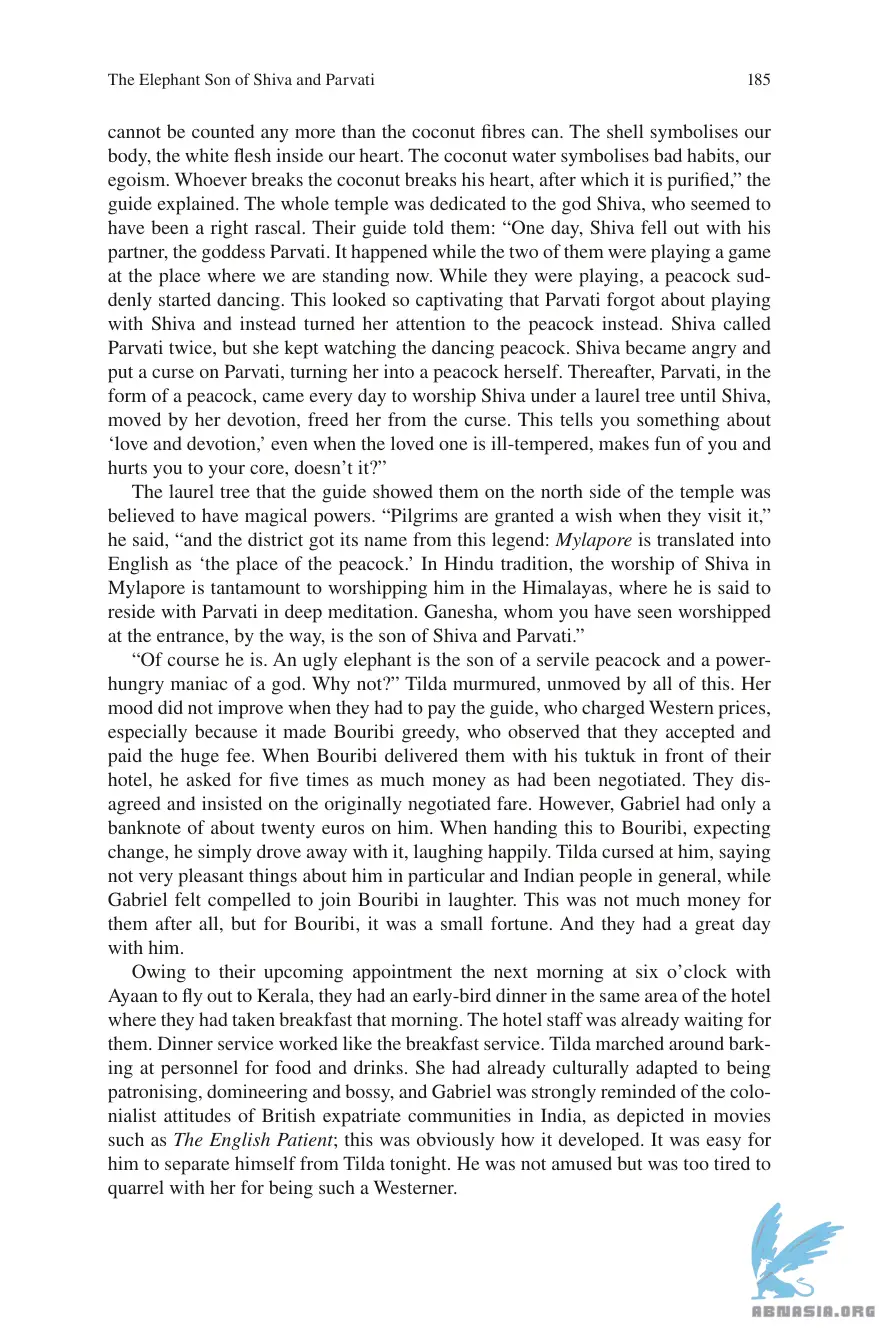 The Elephant Son of Shiva and Parvati 185
cannot be counted any more than the coconut fibres can. The shell symbolises our
body, the white flesh inside our heart. The coconut water symbolises bad habits, our
egoism. Whoever breaks the coconut breaks his heart, after which it is purified,” the
guide explained. The whole temple was dedicated to the god Shiva, who seemed to
have been a right rascal. Their guide told them: “One day, Shiva fell out with his
partner, the goddess Parvati. It happened while the two of them were playing a game
at the place where we are standing now. While they were playing, a peacock sud-
denly started dancing. This looked so captivating that Parvati forgot about playing
with Shiva and instead turned her attention to the peacock instead. Shiva called
Parvati twice, but she kept watching the dancing peacock. Shiva became angry and
put a curse on Parvati, turning her into a peacock herself. Thereafter, Parvati, in the
form of a peacock, came every day to worship Shiva under a laurel tree until Shiva,
moved by her devotion, freed her from the curse. This tells you something about
‘love and devotion,’ even when the loved one is ill-tempered, makes fun of you and
hurts you to your core, doesn’t it?”
The laurel tree that the guide showed them on the north side of the temple was
believed to have magical powers. “Pilgrims are granted a wish when they visit it,”
he said, “and the district got its name from this legend: Mylapore is translated into
English as ‘the place of the peacock.’ In Hindu tradition, the worship of Shiva in
Mylapore is tantamount to worshipping him in the Himalayas, where he is said to
reside with Parvati in deep meditation. Ganesha, whom you have seen worshipped
at the entrance, by the way, is the son of Shiva and Parvati.”
“Of course he is. An ugly elephant is the son of a servile peacock and a power-
hungry maniac of a god. Why not?” Tilda murmured, unmoved by all of this. Her
mood did not improve when they had to pay the guide, who charged Western prices,
especially because it made Bouribi greedy, who observed that they accepted and
paid the huge fee. When Bouribi delivered them with his tuktuk in front of their
hotel, he asked for five times as much money as had been negotiated. They dis-
agreed and insisted on the originally negotiated fare. However, Gabriel had only a
banknote of about twenty euros on him. When handing this to Bouribi, expecting
change, he simply drove away with it, laughing happily. Tilda cursed at him, saying
not very pleasant things about him in particular and Indian people in general, while
Gabriel felt compelled to join Bouribi in laughter. This was not much money for
them after all, but for Bouribi, it was a small fortune. And they had a great day
with him.
Owing to their upcoming appointment the next morning at six o’clock with
Ayaan to fly out to Kerala, they had an early-bird dinner in the same area of the hotel
where they had taken breakfast that morning. The hotel staff was already waiting for
them. Dinner service worked like the breakfast service. Tilda marched around bark-
ing at personnel for food and drinks. She had already culturally adapted to being
patronising, domineering and bossy, and Gabriel was strongly reminded of the colo-
nialist attitudes of British expatriate communities in India, as depicted in movies
such as The English Patient; this was obviously how it developed. It was easy for
him to separate himself from Tilda tonight. He was not amused but was too tired to
quarrel with her for being such a Westerner.
ABNASIA.ORG